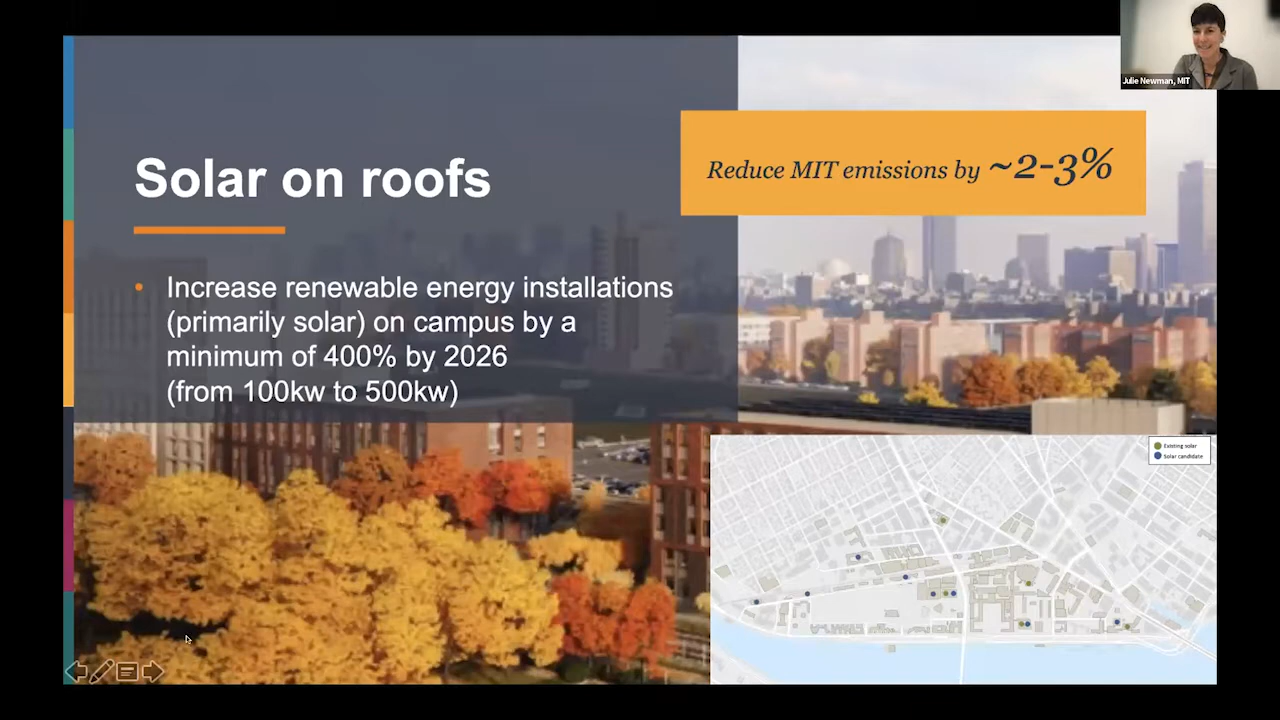 Julie Newman, MIT
Reduce MIT emissions by ~2-3%
Solar on roofs
• Increase renewable energy installations
(primarily solar) on campus by a
minimum of 400% by 2026
(from 100kw to 500kw)
Existing solar
Solar candidate